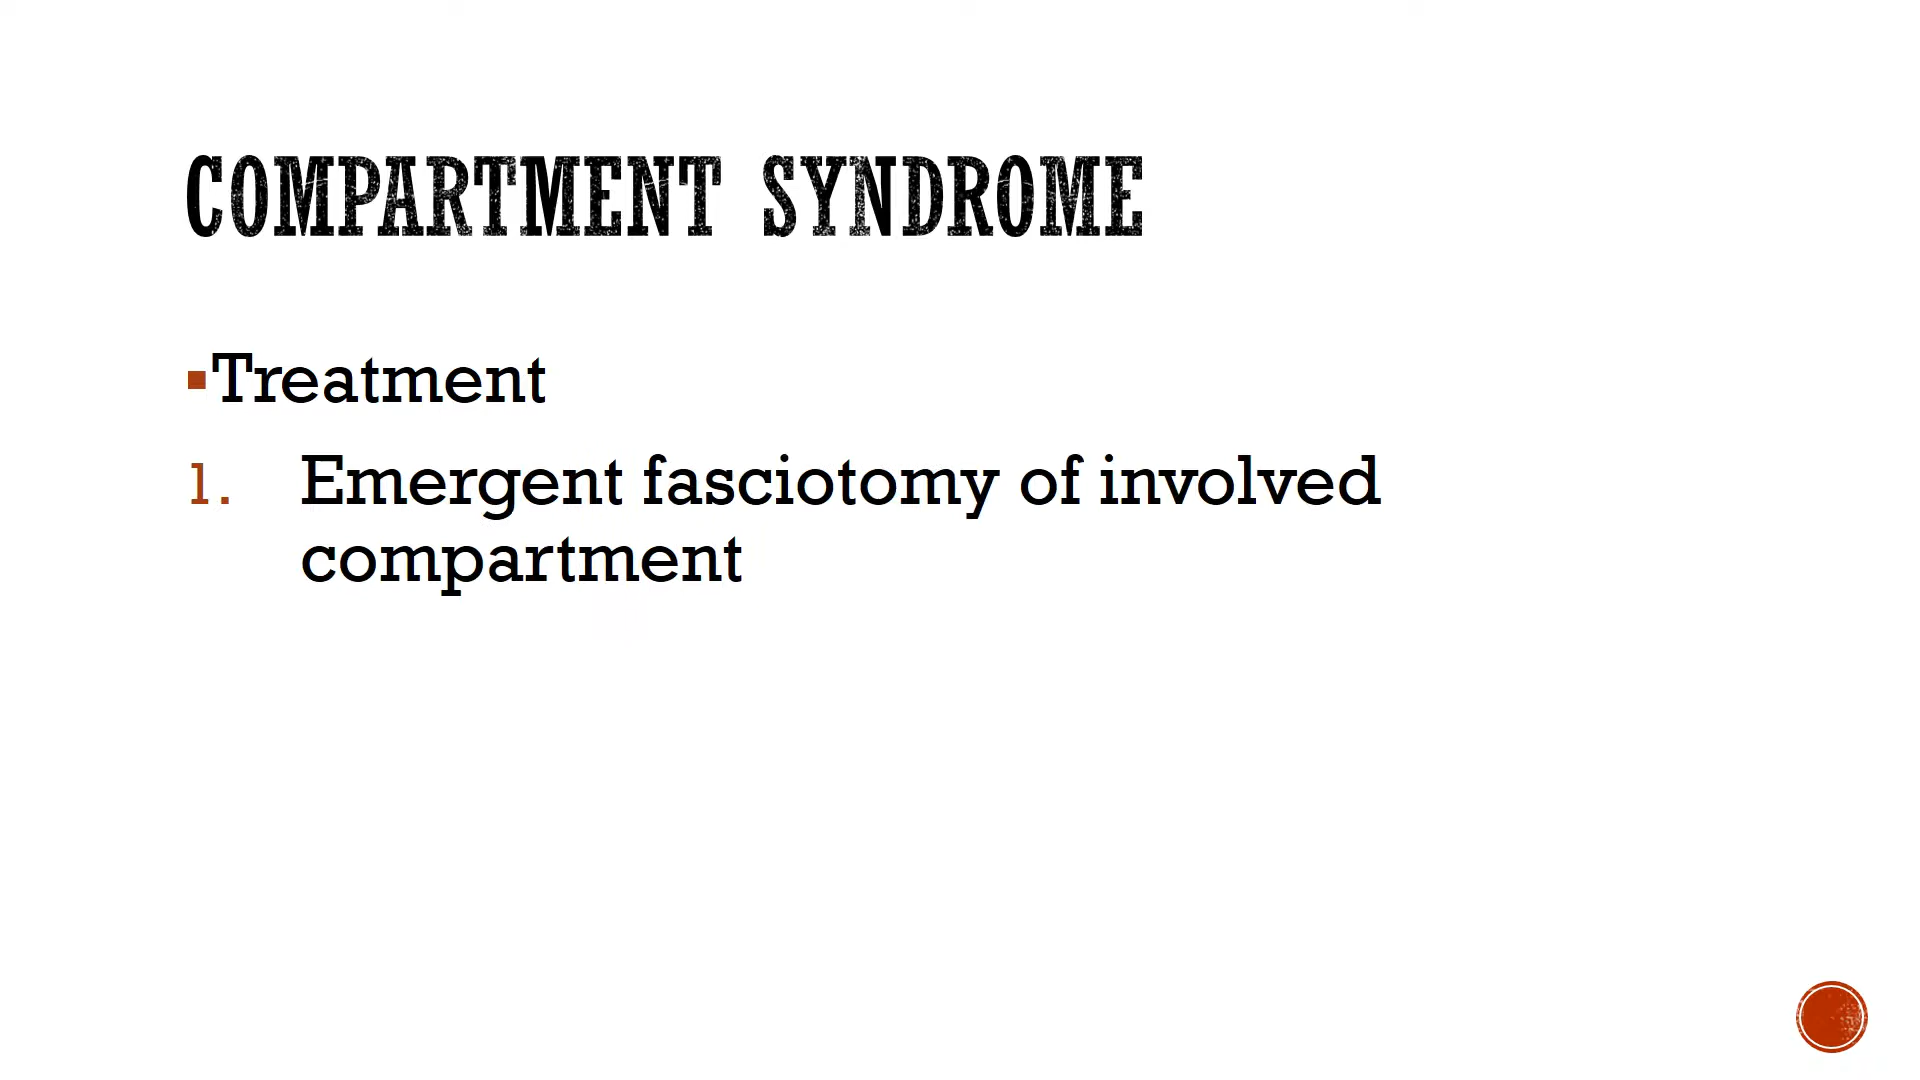 COMPARTMENT SYNDROME
▪Treatment
1. Emergent fasciotomy of involved
compartment